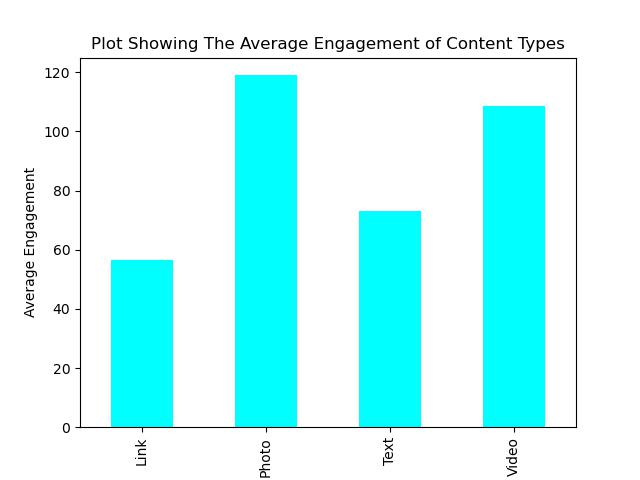 Plot Showing The Average Engagement of Content Types
120
100
80
60
40
20
0
Average Engagement
Link
Photo
Text
Video